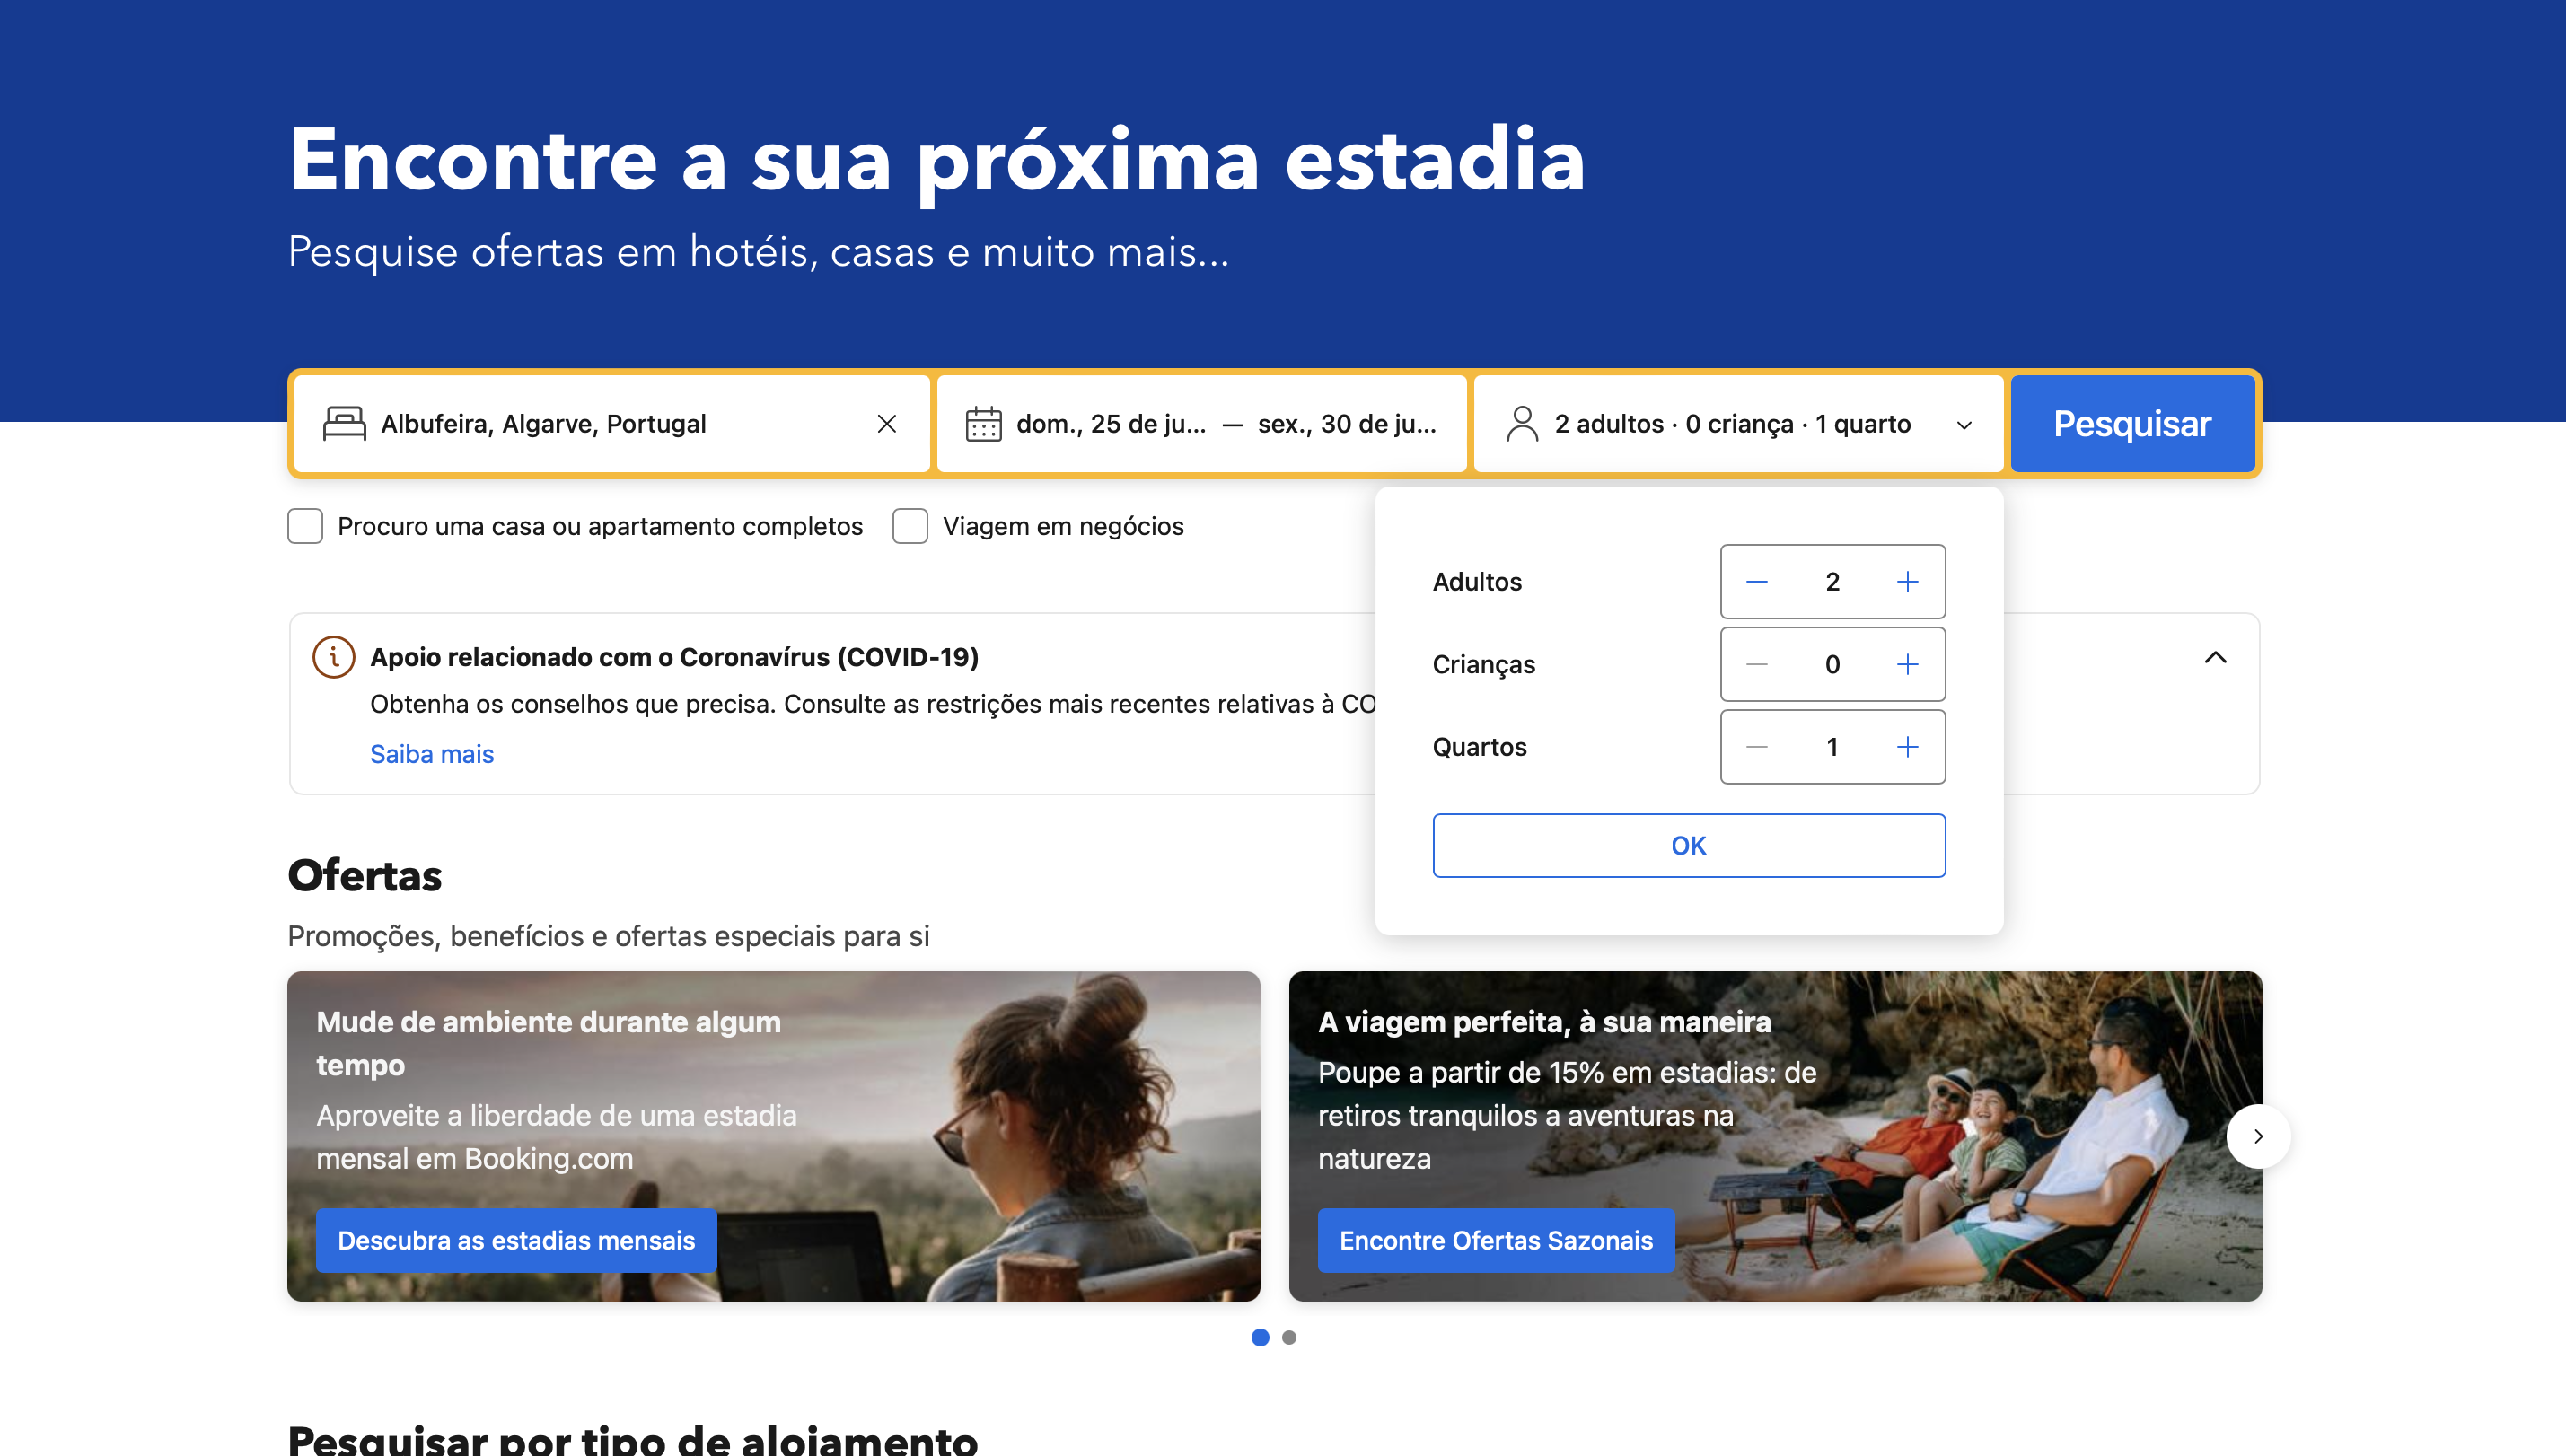 Encontre a sua próxima estadia
Pesquise ofertas em hotéis, casas e muito mais...
Albufeira, Algarve, Portugal
dom., 25 de ju... — sex., 30 de ju...
2 adultos · 0 criança · 1 quarto
Pesquisar
Procuro uma casa ou apartamento completos
Viagem em negócios
Adultos
2
Crianças
0
Quartos
1
OK
Apoio relacionado com o Coronavírus (COVID-19)
Obtenha os conselhos que precisa. Consulte as restrições mais recentes relativas à CO
Saiba mais
Ofertas
Promoções, benefícios e ofertas especiais para si
Mude de ambiente durante algum
tempo
Aproveite a liberdade de uma estadia
mensal em Booking.com
Descubra as estadias mensais
A viagem perfeita, à sua maneira
Poupe a partir de 15% em estadias: de
retiros tranquilos a aventuras na
natureza
Encontre Ofertas Sazonais
Pesquisar por tipo de alojamento